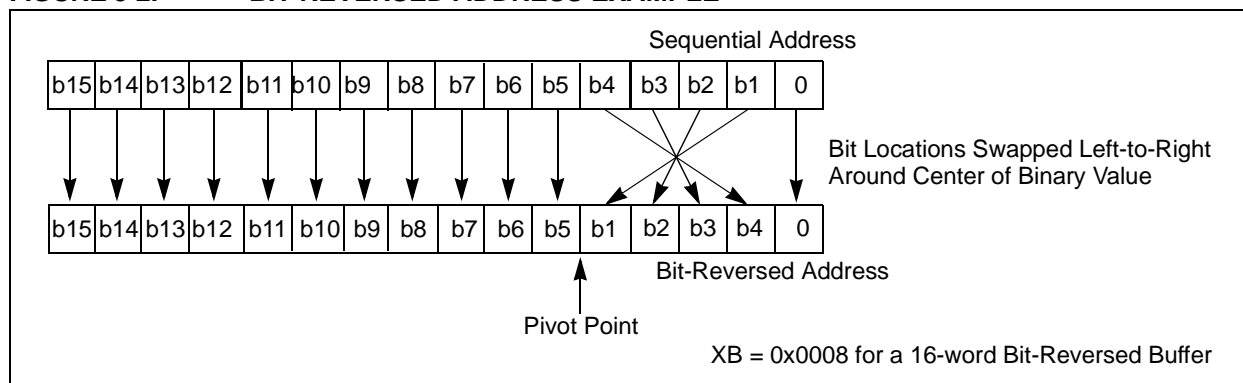 Sequential Address
b15 b14 b13 b12 b11 b10 b9 b8 b7 b6 b5 b4 b3 b2 b1 0
Bit Locations Swapped Left-to-Right
Around Center of Binary Value
b15 b14 b13 b12 b11 b10 b9 b8 b7 b6 b5 b1 b2 b3 b4 0
Bit-Reversed Address
Pivot Point
XB = 0x0008 for a 16-word Bit-Reversed Buffer